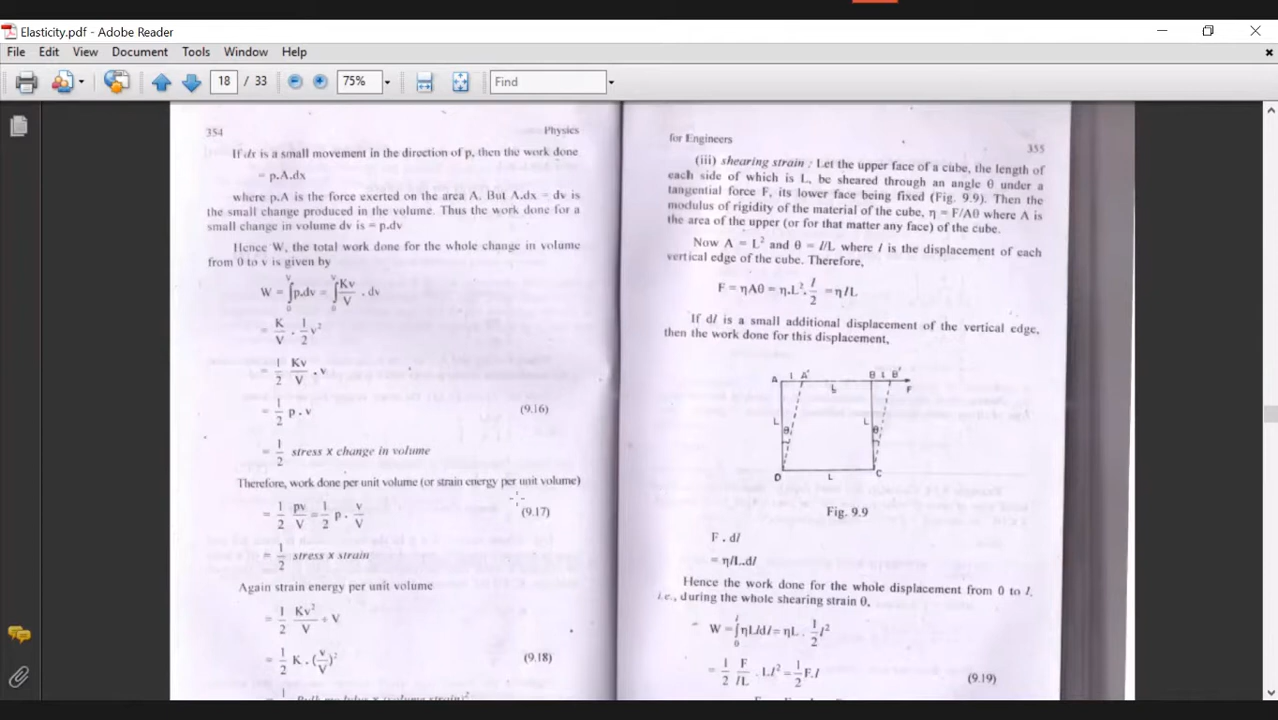 Elasticity.pdf - Adobe Reader
File Edit View Document Tools Window Help
18 / 33 75% Find
354 Physics
If dx is a small movement in the direction of p, then the work done
= p.A.dx
where p.A is the force exerted on the area A. But A.dx = dv is
the small change produced in the volume. Thus the work done for a
small change in volume dv is = p.dv
Hence W, the total work done for the whole change in volume
from 0 to v is given by
W = ∫₀ᵛ p.dv = ∫₀ᵛ Kv/V . dv
= K/V . 1/2 v²
= 1/2 Kv/V . v
= 1/2 p . v (9.16)
= 1/2 stress x change in volume
Therefore, work done per unit volume (or strain energy per unit volume)
= 1/2 pv/V = 1/2 p . v/V (9.17)
= 1/2 stress x strain
Again strain energy per unit volume
= 1/2 Kv²/V ÷ V
= 1/2 K . (v/V)² (9.18)
for Engineers 355
(iii) shearing strain : Let the upper face of a cube, the length of
each side of which is L, be sheared through an angle θ under a
tangential force F, its lower face being fixed (Fig. 9.9). Then the
modulus of rigidity of the material of the cube, η = F/Aθ where A is
the area of the upper (or for that matter any face) of the cube.
Now A = L² and θ = l/L where l is the displacement of each
vertical edge of the cube. Therefore,
F = ηAθ = η.L². l/2 = ηlL
If dl is a small additional displacement of the vertical edge,
then the work done for this displacement,
A l A' B l B'
L F
L θ L θ
D L C
Fig. 9.9
F . dl
= ηlL.dl
Hence the work done for the whole displacement from 0 to l,
i.e., during the whole shearing strain θ,
W = ∫₀ˡ ηLldl = ηL . 1/2 l²
= 1/2 F/lL . Ll² = 1/2 F.l (9.19)